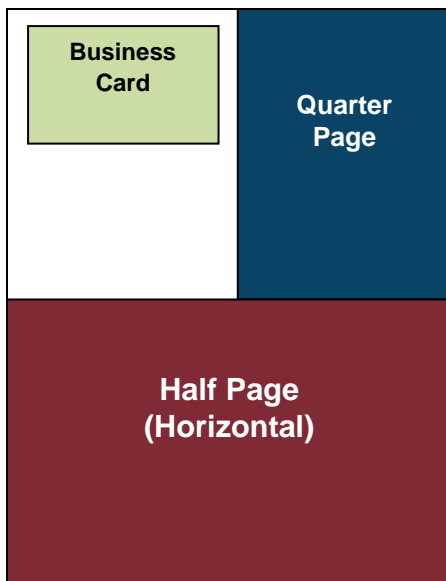 Business
Card
Quarter
Page
Half Page
(Horizontal)